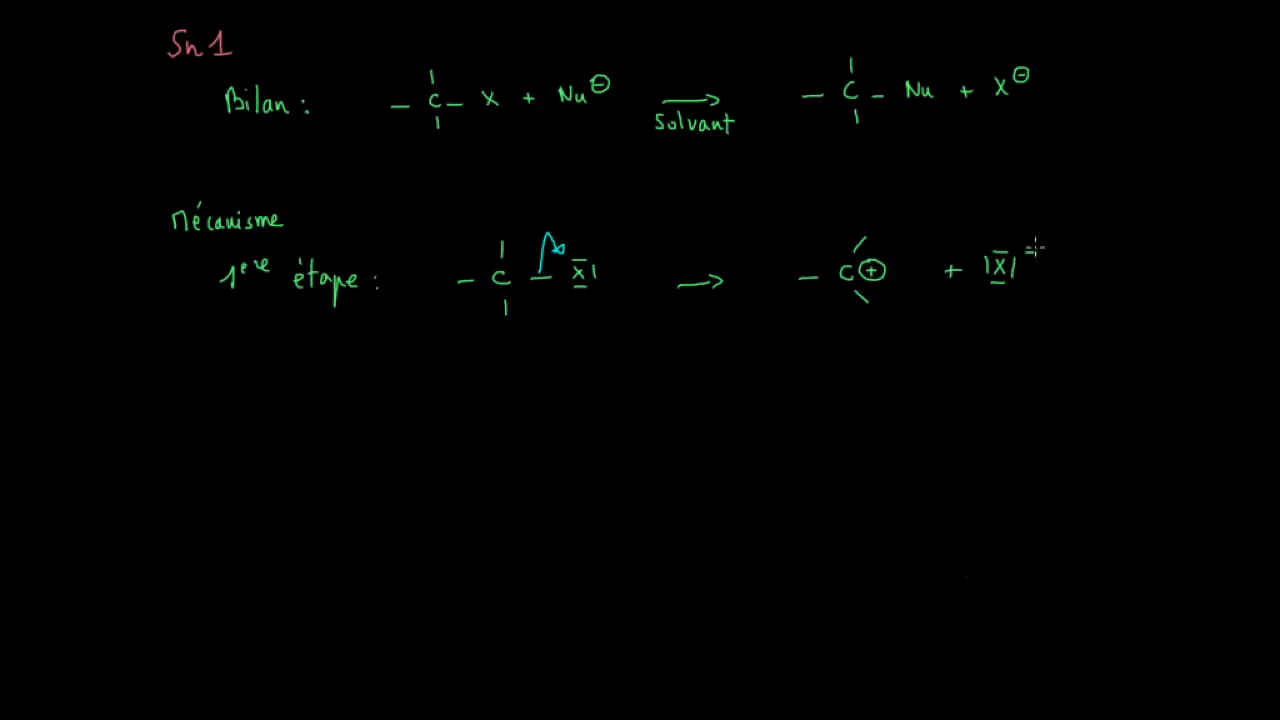 Sn1
Bilan : – C – X + Nu⊖ → solvant – C – Nu + X⊖
Mécanisme
1ère étape : – C – X̲̅| → – C⊕ + |X̲̅|⁻